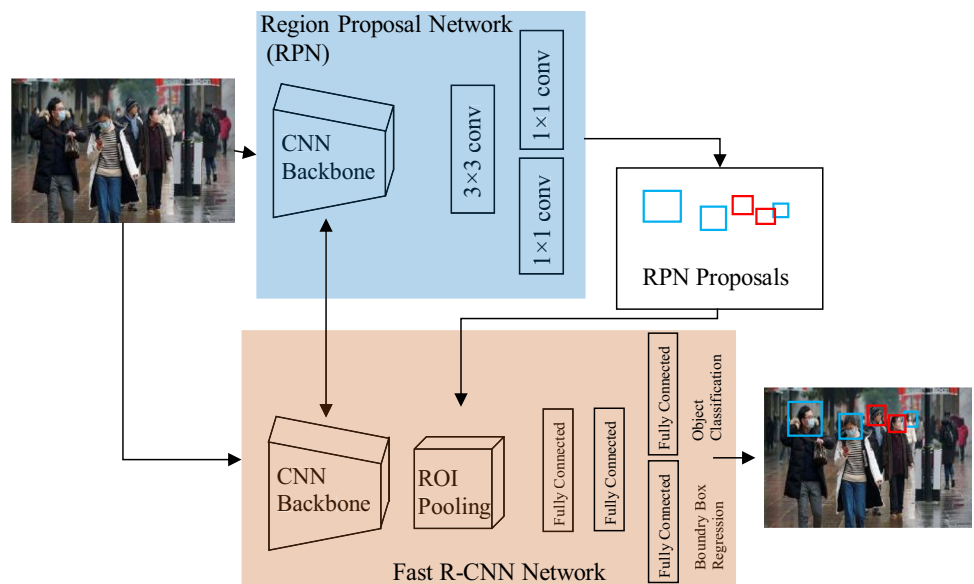 Region Proposal Network
(RPN)
CNN
Backbone
3×3 conv
1×1 conv
1×1 conv
RPN Proposals
CNN
Backbone
ROI
Pooling
Fully Connected
Fully Connected
Fully Connected
Object
Classification
Fully Connected
Boundry Box
Regression
Fast R-CNN Network